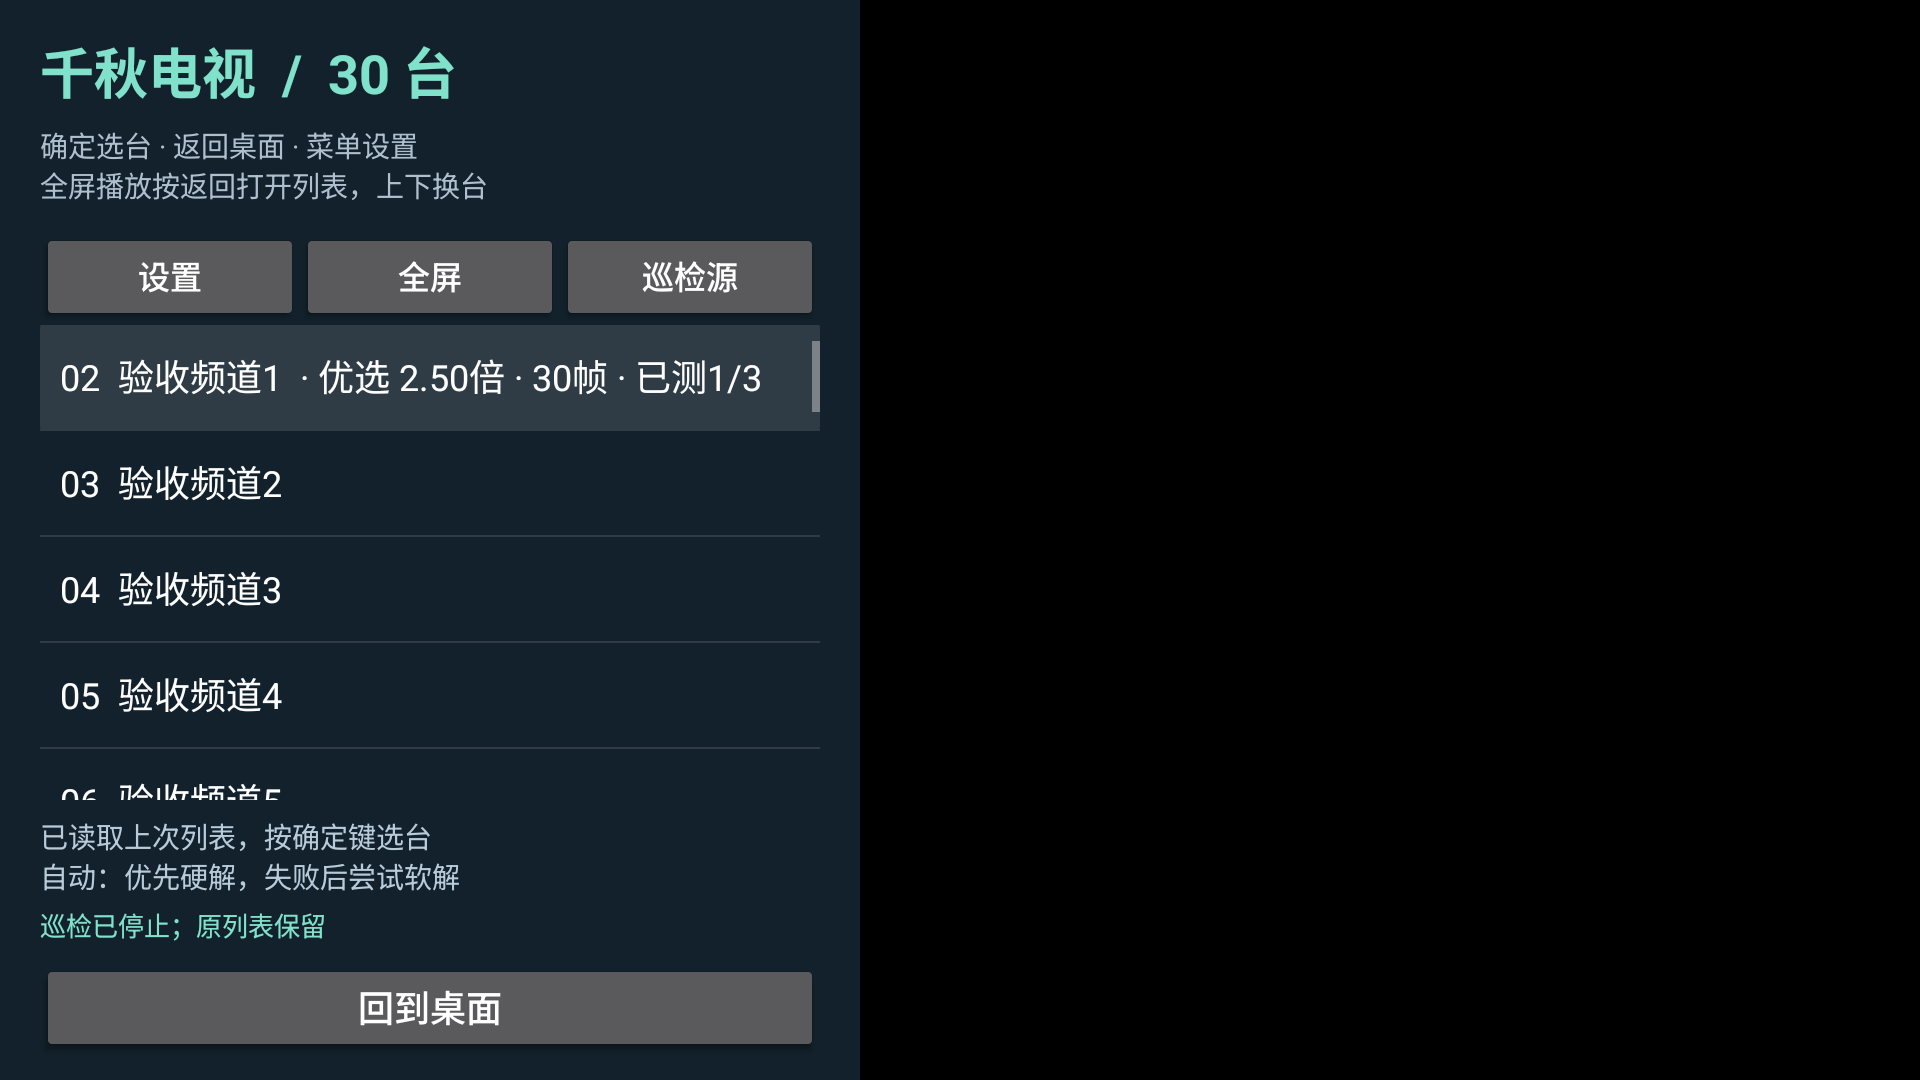 千秋电视 / 30 台
确定选台 · 返回桌面 · 菜单设置
全屏播放按返回打开列表，上下换台
设置
全屏
巡检源
02 验收频道1 · 优选 2.50倍 · 30帧 · 已测1/3
03 验收频道2
04 验收频道3
05 验收频道4
06 验收频道5
已读取上次列表，按确定键选台
自动：优先硬解，失败后尝试软解
巡检已停止；原列表保留
回到桌面